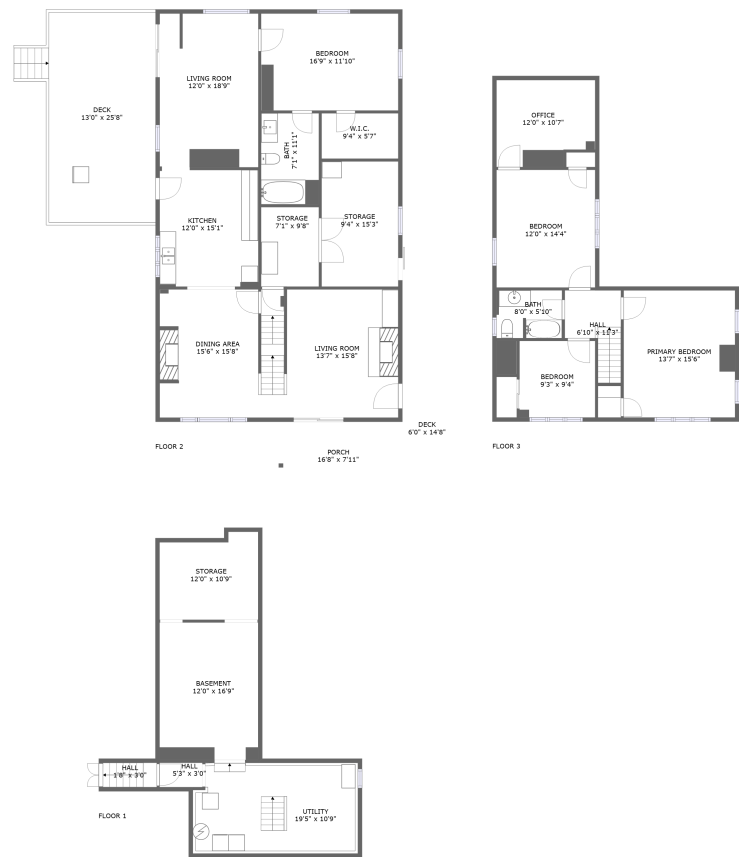 LIVING ROOM
12'0" x 18'9"
BEDROOM
16'9" x 11'10"
DECK
13'0" x 25'8"
W.I.C.
9'4" x 5'7"
BATH
7'1" x 11'1"
KITCHEN
12'0" x 15'1"
STORAGE
7'1" x 9'8"
STORAGE
9'4" x 15'3"
DINING AREA
15'6" x 15'8"
LIVING ROOM
13'7" x 15'8"
DECK
6'0" x 14'8"
PORCH
16'8" x 7'11"
FLOOR 2
OFFICE
12'0" x 10'7"
BEDROOM
12'0" x 14'4"
BATH
8'0" x 5'10"
HALL
6'10" x 11'3"
PRIMARY BEDROOM
13'7" x 15'6"
BEDROOM
9'3" x 9'4"
FLOOR 3
STORAGE
12'0" x 10'9"
BASEMENT
12'0" x 16'9"
HALL
1'8" x 3'0"
HALL
5'3" x 3'0"
UTILITY
19'5" x 10'9"
FLOOR 1